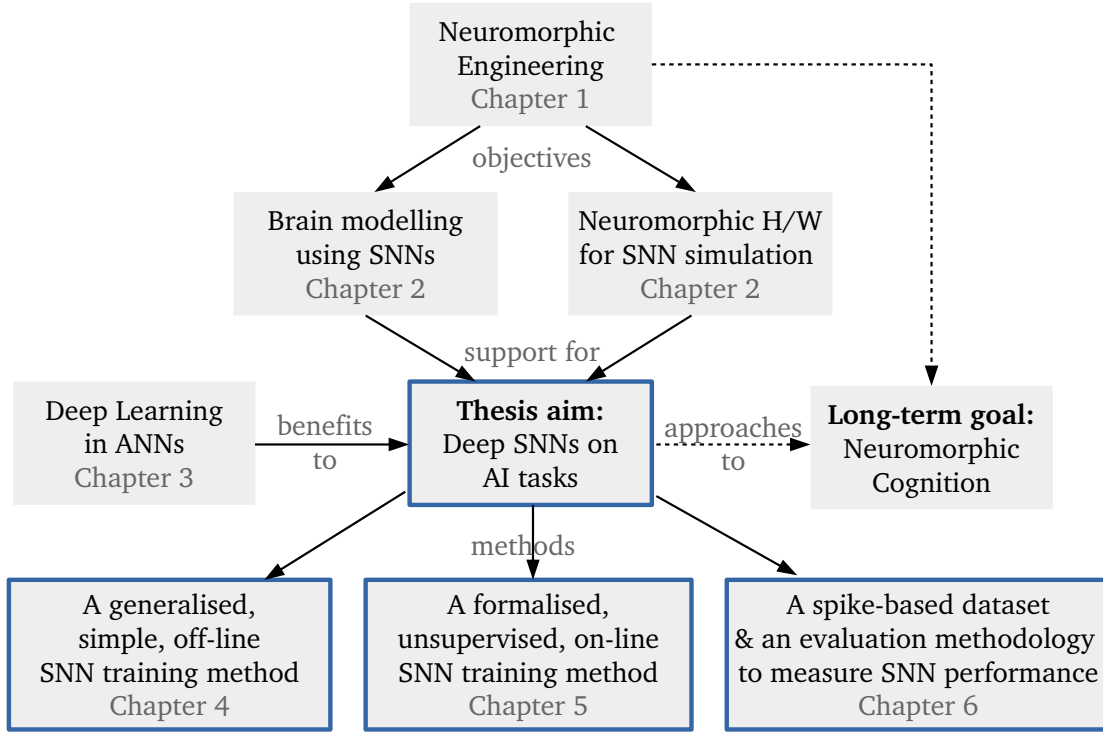 Neuromorphic
Engineering
Chapter 1
objectives
Brain modelling
using SNNs
Chapter 2
Neuromorphic H/W
for SNN simulation
Chapter 2
support for
Deep Learning
in ANNs
Chapter 3
benefits
to
Thesis aim:
Deep SNNs on
AI tasks
approaches
to
Long-term goal:
Neuromorphic
Cognition
methods
A generalised,
simple, off-line
SNN training method
Chapter 4
A formalised,
unsupervised, on-line
SNN training method
Chapter 5
A spike-based dataset
& an evaluation methodology
to measure SNN performance
Chapter 6